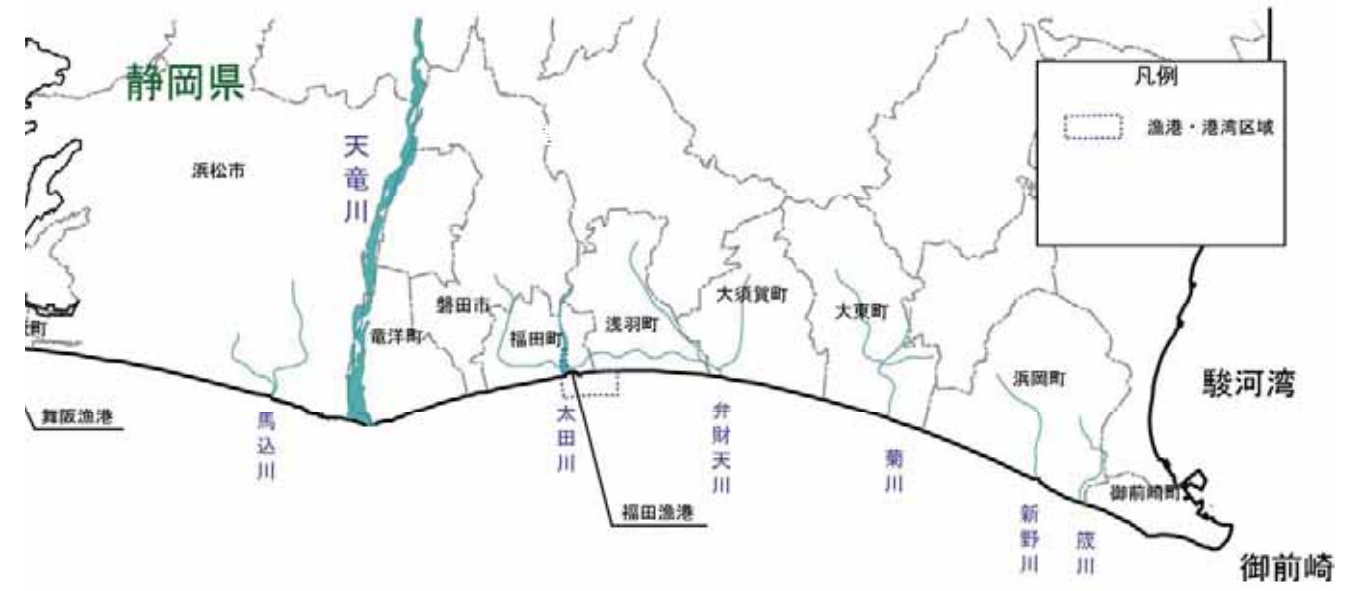 静岡県
凡例
漁港・港湾区域
天竜川
浜松市
磐田市
大須賀町
大東町
竜洋町
福田町
浅羽町
町
浜岡町
駿河湾
舞阪漁港
馬込川
太田川
弁財天川
菊川
福田漁港
御前崎町
新野川
筬川
御前崎